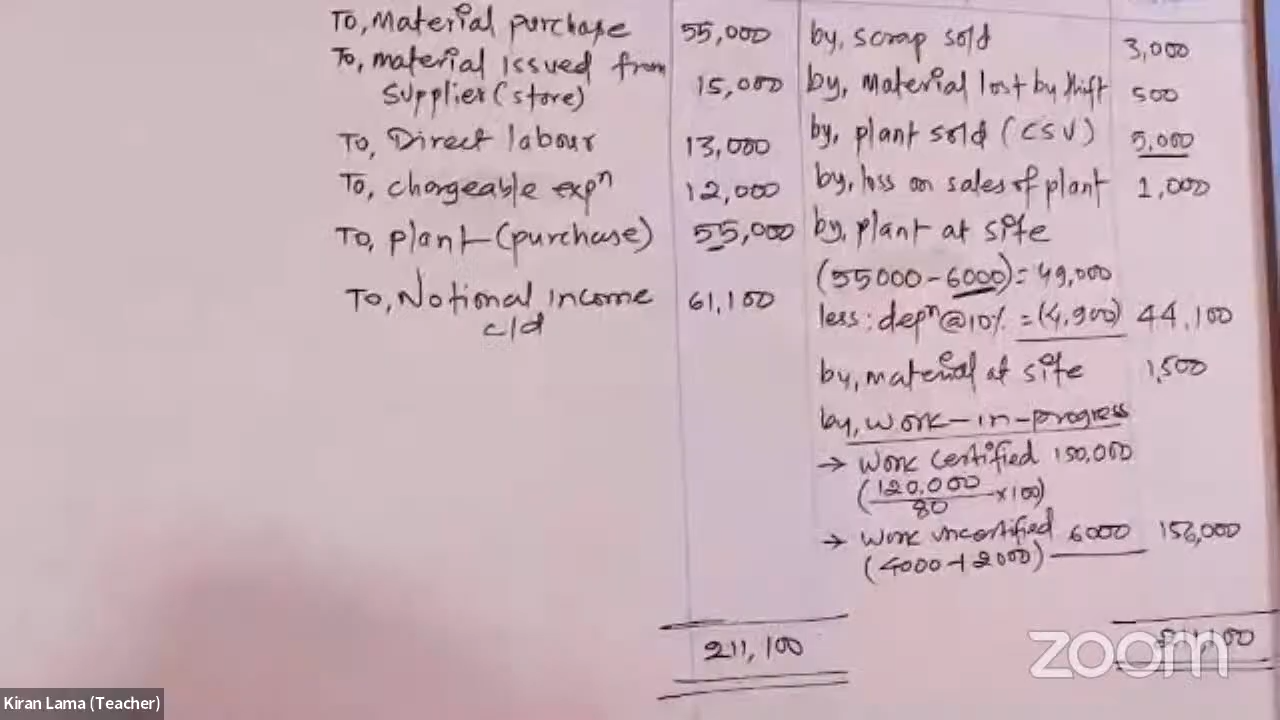 To, Material purchase 55,000
To, material issued from
Supplier (store) 15,000
To, Direct labour 13,000
To, chargeable expⁿ 12,000
To, plant (purchase) 55,000
To, Notional income 61,100
c/d
211,100
by, scrap sold 3,000
by, Material lost by theft 500
by, plant sold (CSV) 5,000
by, loss on sales of plant 1,000
by, plant at site
(55000-6000) = 49,000
less: depⁿ @10% = (4,900) 44,100
by, material at site 1,500
by, work-in-progress
→ Work certified 150,000
(120,000/80 ×100)
→ Work uncertified 6000 156,000
(4000+2000)
211,100
zoom
Kiran Lama (Teacher)